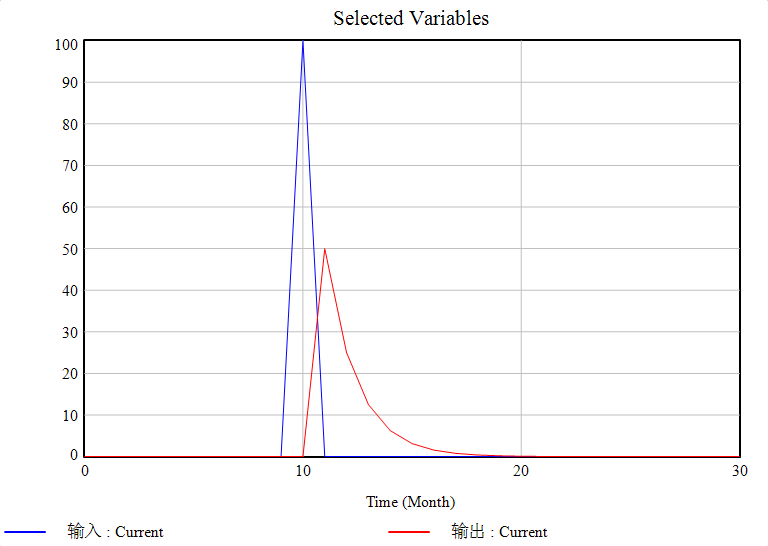 Selected Variables
100
90
80
70
60
50
40
30
20
10
0
0 10 20 30
Time (Month)
输入 : Current 输出 : Current